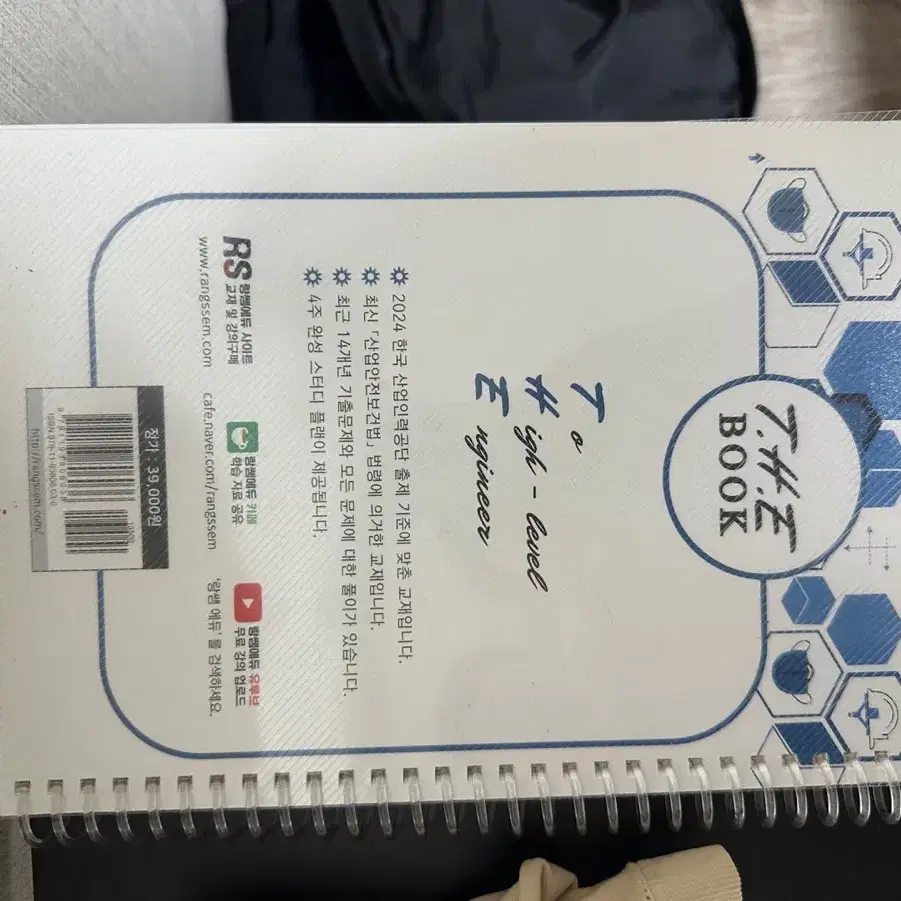 T.H.E
BOOK
To
High - level
Engineer
2024 한국 산업인력공단 출제 기준에 맞춘 교재입니다.
최신 「산업안전보건법」 법령에 의거한 교재입니다.
최근 14개년 기출문제와 모든 문제에 대한 풀이가 있습니다.
4주 완성 스터디 플랜이 제공됩니다.
RS 랑쌤에듀 사이트
교재 및 강의구매
www.rangssem.com
랑쌤에듀 카페
학습 자료 공유
cafe.naver.com/rangssem
랑쌤에듀 유튜브
무료 강의 업로드
'랑쌤 에듀'를 검색하세요.
정가 : 39,000원
http://rangssem.com/